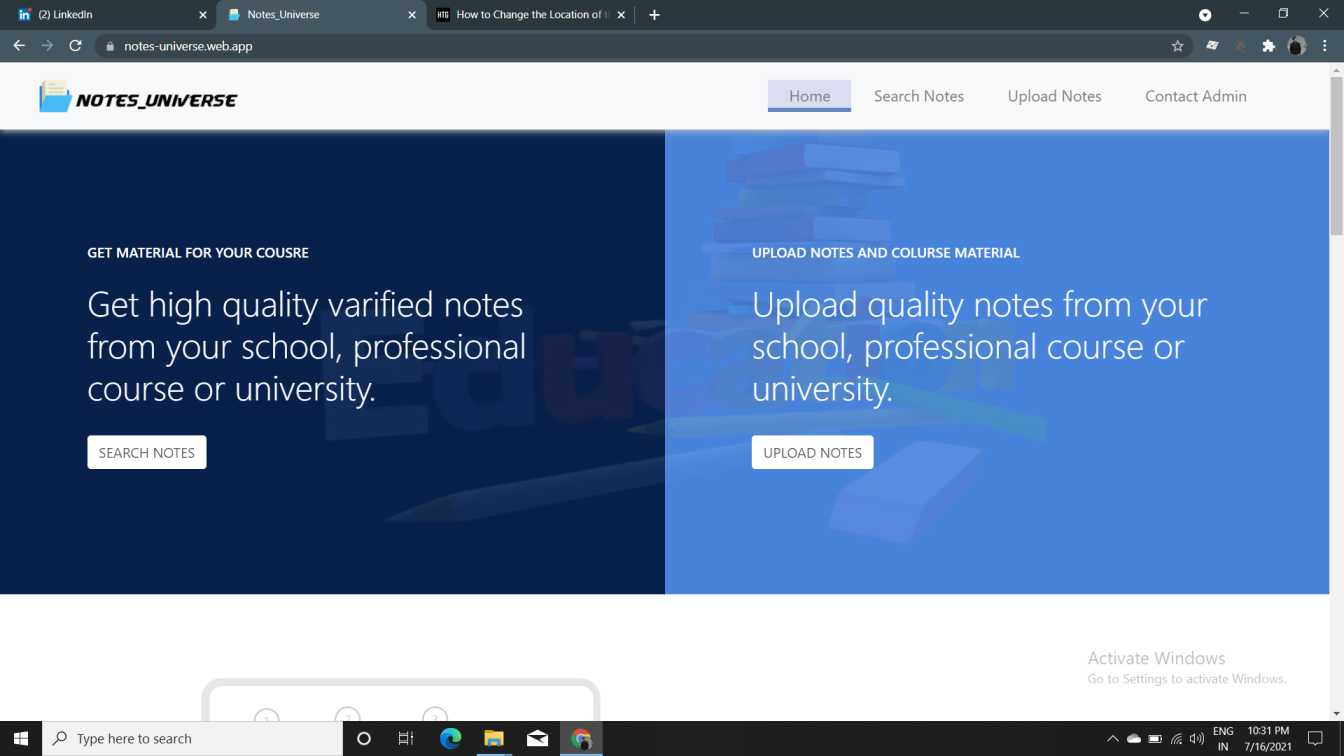 (2) LinkedIn
Notes_Universe
How to Change the Location of t
notes-universe.web.app
NOTES_UNIVERSE
Home
Search Notes
Upload Notes
Contact Admin
GET MATERIAL FOR YOUR COUSRE
Get high quality varified notes
from your school, professional
course or university.
SEARCH NOTES
UPLOAD NOTES AND COLURSE MATERIAL
Upload quality notes from your
school, professional course or
university.
UPLOAD NOTES
Education
1
2
3
Activate Windows
Go to Settings to activate Windows.
Type here to search
ENG
IN
10:31 PM
7/16/2021